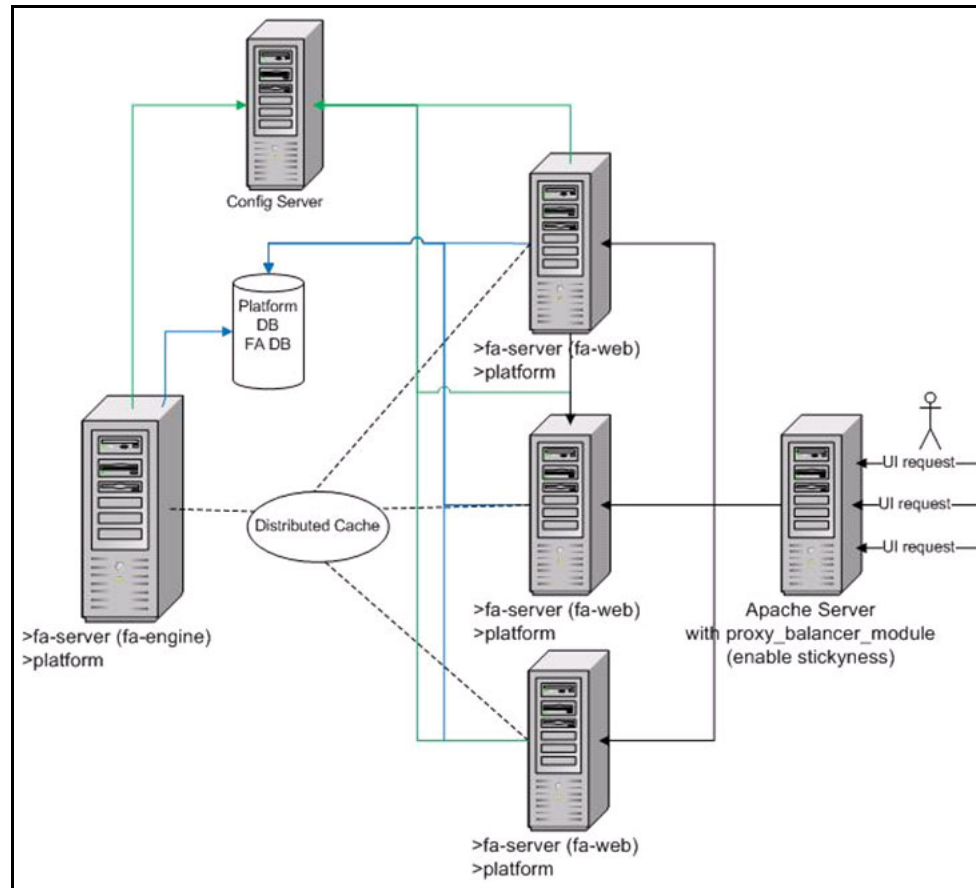 Config Server
Platform
DB
FA DB
>fa-server (fa-web)
>platform
UI request
UI request
UI request
Distributed Cache
>fa-server (fa-engine)
>platform
>fa-server (fa-web)
>platform
Apache Server
with proxy_balancer_module
(enable stickyness)
>fa-server (fa-web)
>platform